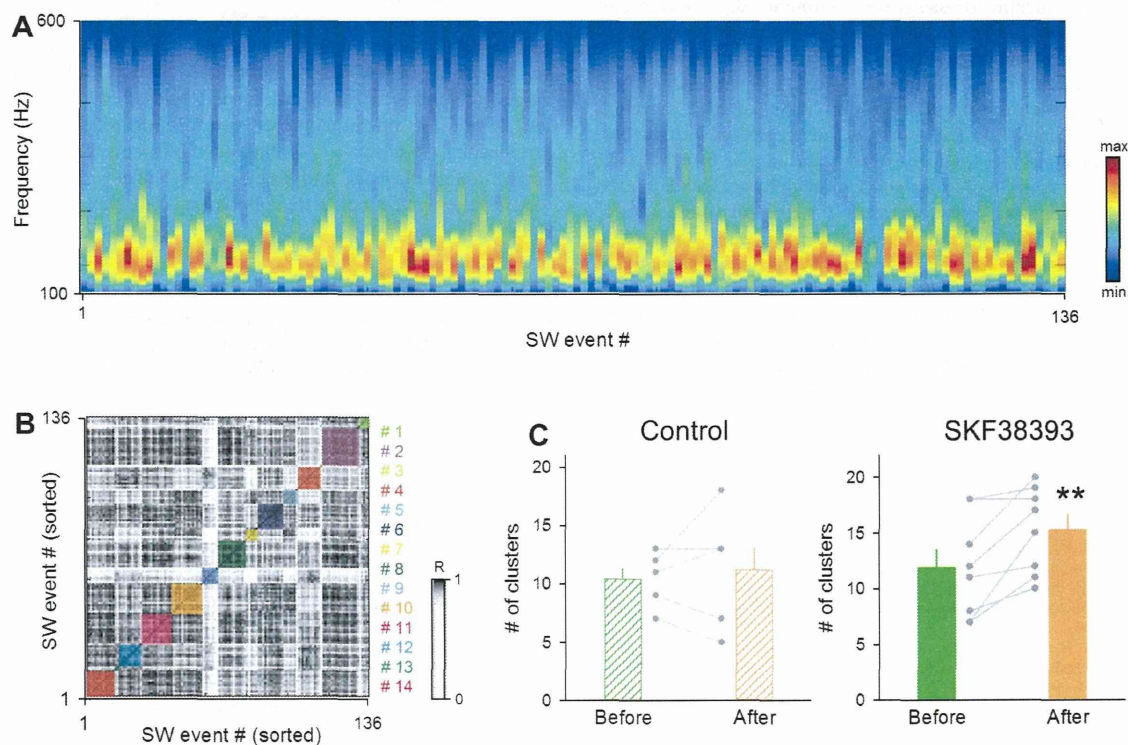 A
600
Frequency (Hz)
100
1
136
SW event #
max
min
B
136
SW event # (sorted)
1
1
136
SW event # (sorted)
# 1
# 2
# 3
# 4
# 5
# 6
# 7
# 8
# 9
# 10
# 11
# 12
# 13
# 14
R
1
0
C
Control
# of clusters
20
15
10
5
0
Before
After
SKF38393
# of clusters
20
15
10
5
0
**
Before
After